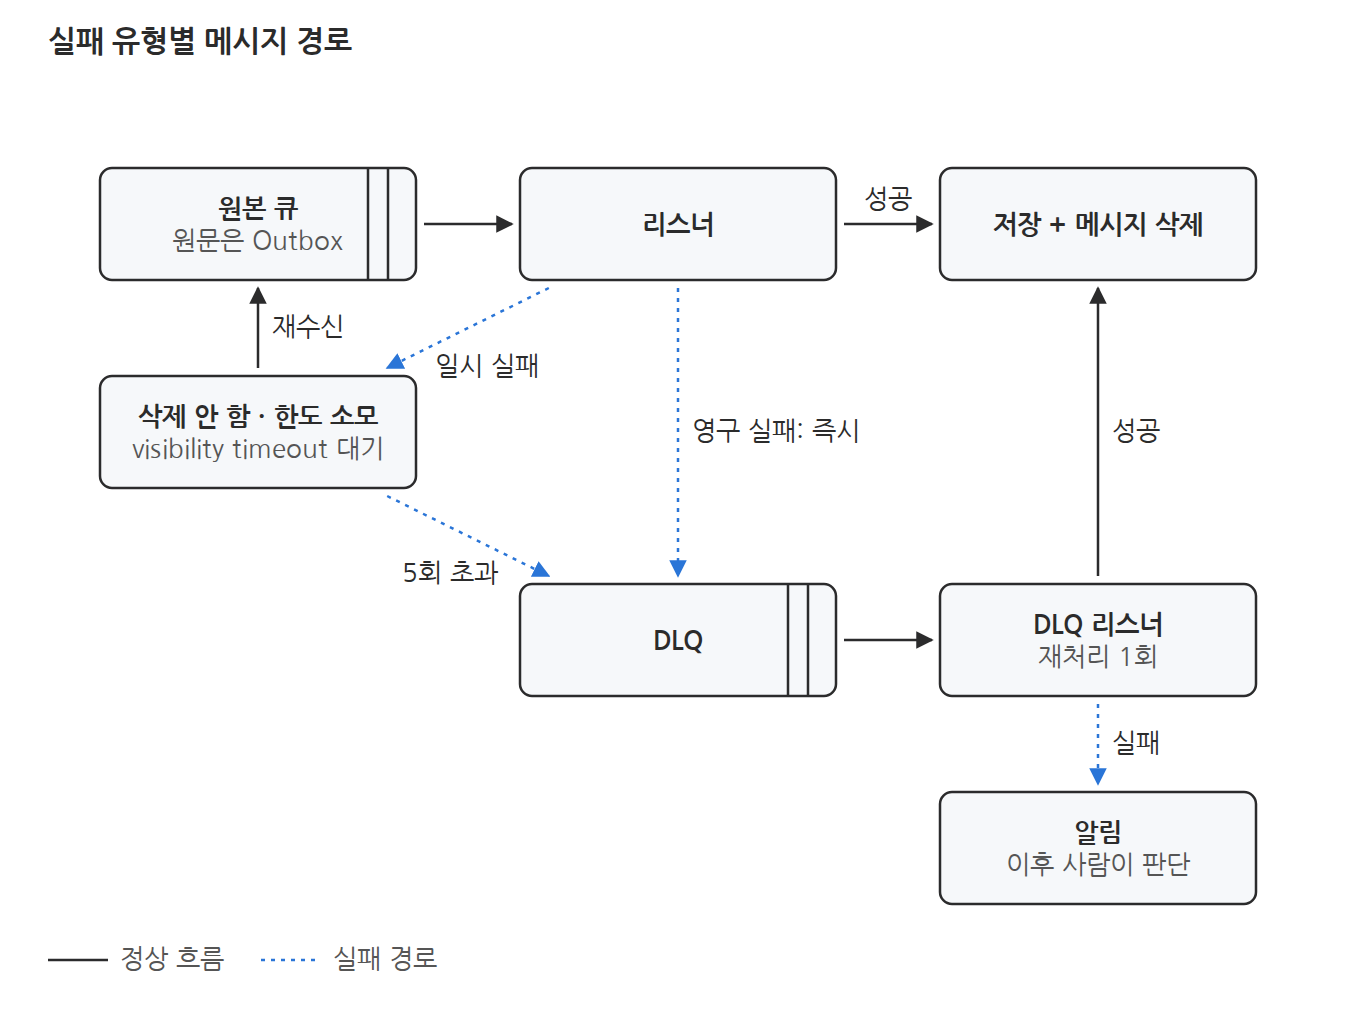 실패 유형별 메시지 경로
원본 큐
원문은 Outbox
리스너
성공
저장 + 메시지 삭제
재수신
일시 실패
삭제 안 함 · 한도 소모
visibility timeout 대기
영구 실패: 즉시
성공
5회 초과
DLQ
DLQ 리스너
재처리 1회
실패
알림
이후 사람이 판단
정상 흐름
실패 경로